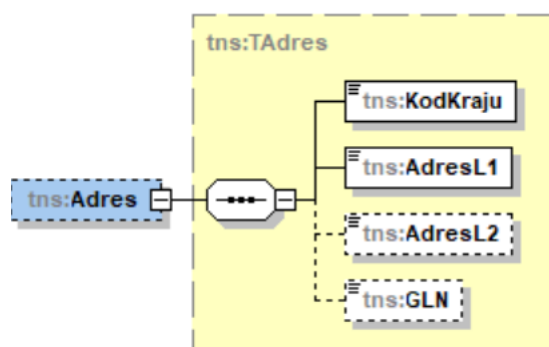 tns:TAdres
tns:KodKraju
tns:AdresL1
tns:Adres
tns:AdresL2
tns:GLN